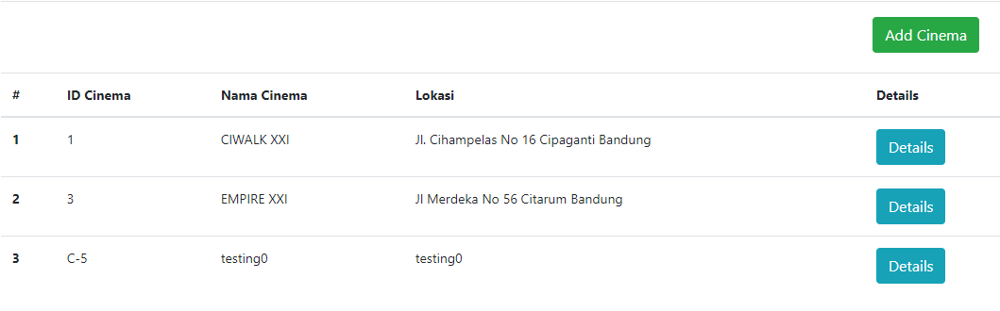 Add Cinema
# ID Cinema Nama Cinema Lokasi Details
1 1 CIWALK XXI Jl. Cihampelas No 16 Cipaganti Bandung Details
2 3 EMPIRE XXI Jl Merdeka No 56 Citarum Bandung Details
3 C-5 testing0 testing0 Details